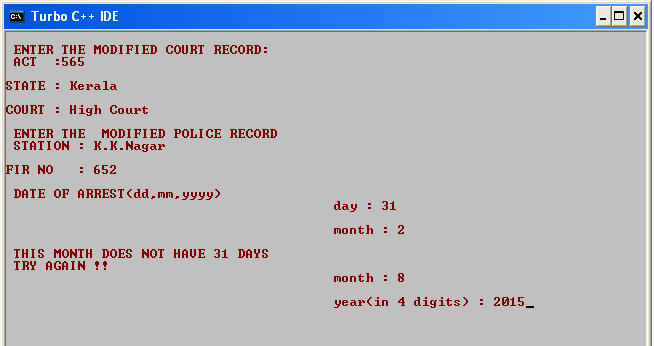 Turbo C++ IDE
ENTER THE MODIFIED COURT RECORD:
ACT  :565
STATE : Kerala
COURT : High Court
ENTER THE  MODIFIED POLICE RECORD
STATION : K.K.Nagar
FIR NO   : 652
DATE OF ARREST(dd,mm,yyyy)
day : 31
month : 2
THIS MONTH DOES NOT HAVE 31 DAYS
TRY AGAIN !!
month : 8
year(in 4 digits) : 2015_